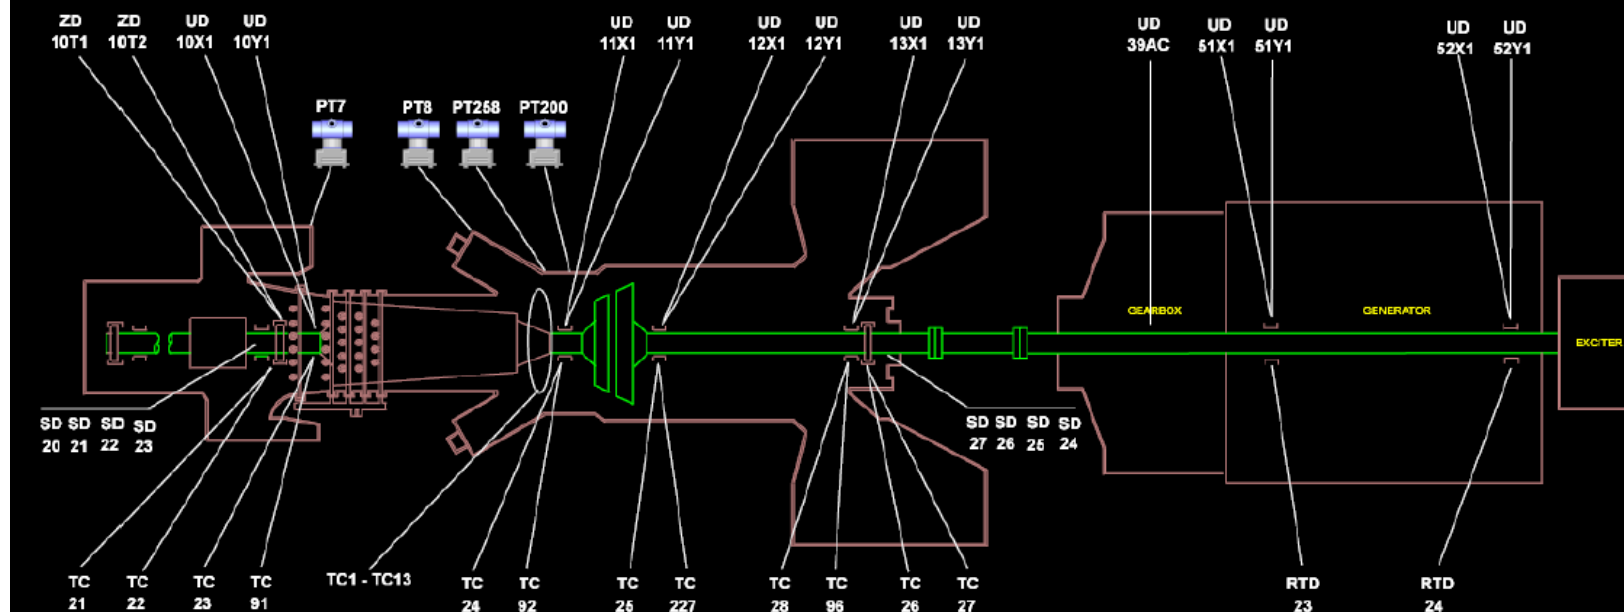 ZD ZD UD UD UD UD UD UD UD UD UD UD UD UD UD
10T1 10T2 10X1 10Y1 11X1 11Y1 12X1 12Y1 13X1 13Y1 39AC 51X1 51Y1 52X1 52Y1
PT7 PT8 PT258 PT200
GEARBOX GENERATOR
EXCITER
SD SD SD SD SD SD SD SD
20 21 22 23 27 26 25 24
TC TC TC TC TC1 - TC13 TC TC TC TC TC TC TC TC RTD RTD
21 22 23 91 24 92 25 227 28 96 26 27 23 24